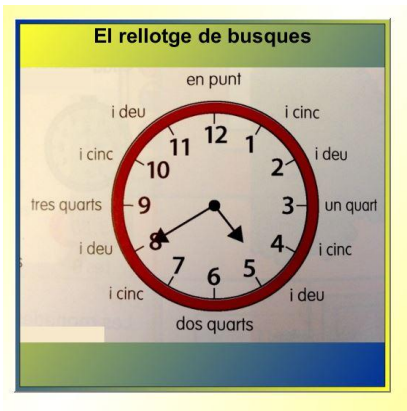 El rellotge de busques
en punt
i deu
i cinc
12
11
1
i cinc
i deu
10
2
tres quarts
9
3
un quart
i deu
8
4
i cinc
7
5
6
i cinc
i deu
dos quarts